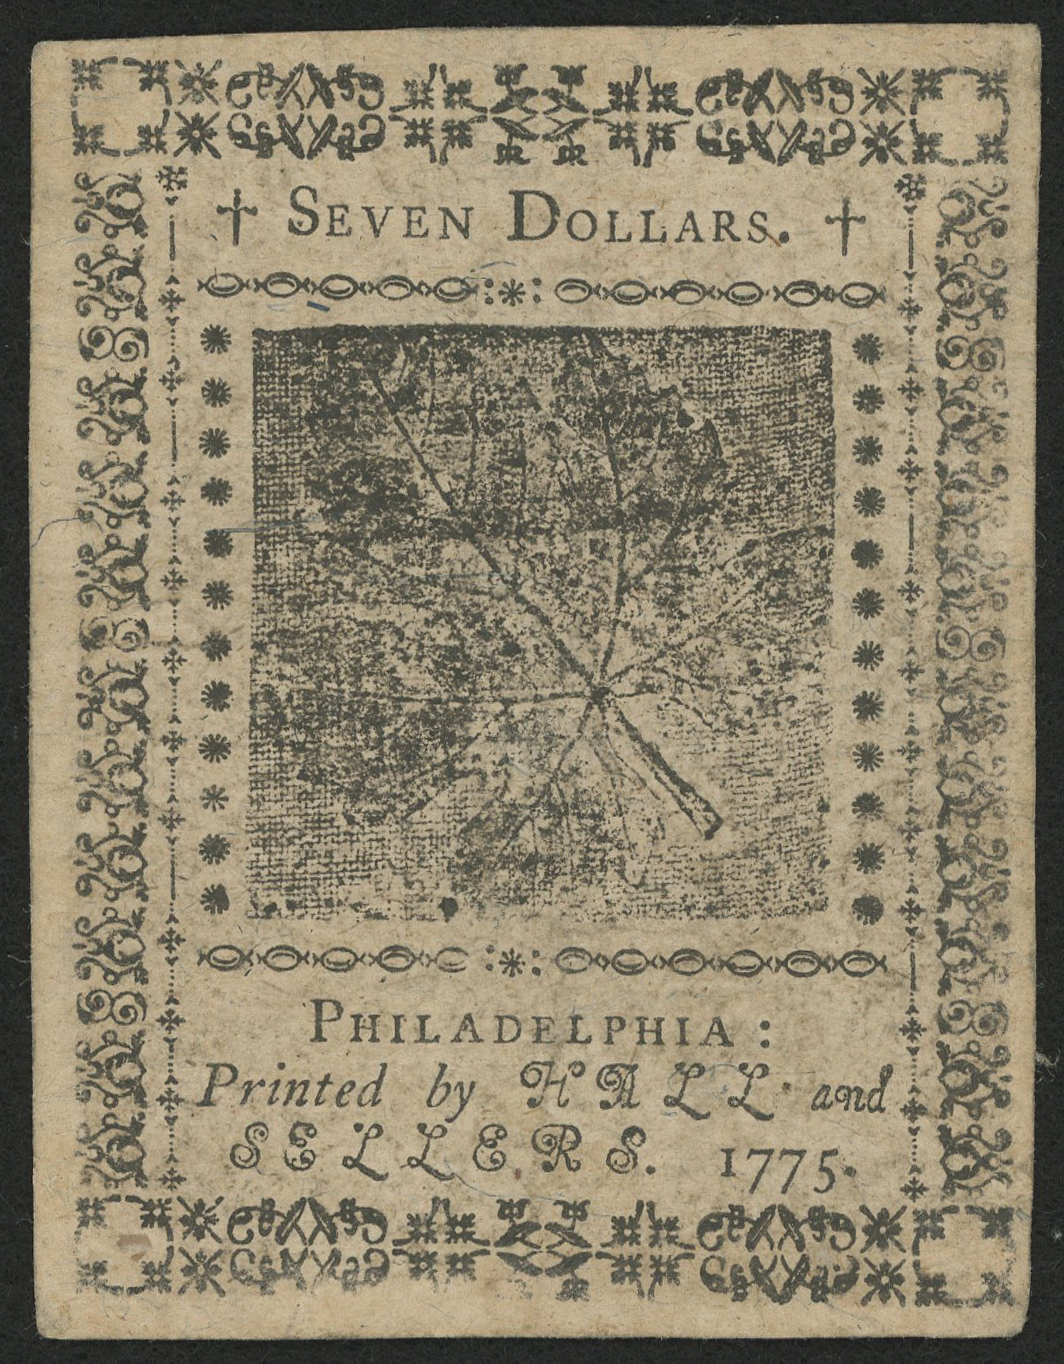 † SEVEN DOLLARS. †
PHILADELPHIA :
Printed by HALL and
SELLERS. 1775.